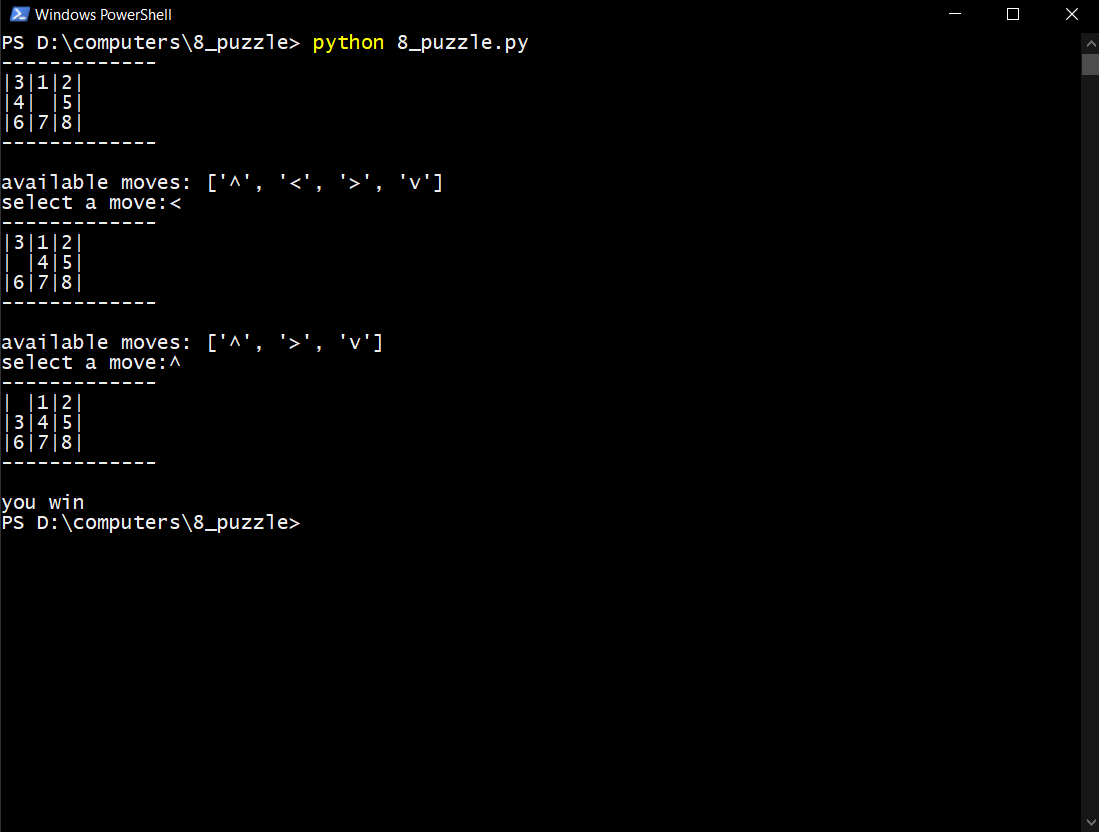 Windows PowerShell
PS D:\computers\8_puzzle> python 8_puzzle.py
-------------
|3|1|2|
|4| |5|
|6|7|8|
-------------
available moves: ['^', '<', '>', 'v']
select a move:<
-------------
|3|1|2|
| |4|5|
|6|7|8|
-------------
available moves: ['^', '>', 'v']
select a move:^
-------------
| |1|2|
|3|4|5|
|6|7|8|
-------------
you win
PS D:\computers\8_puzzle>